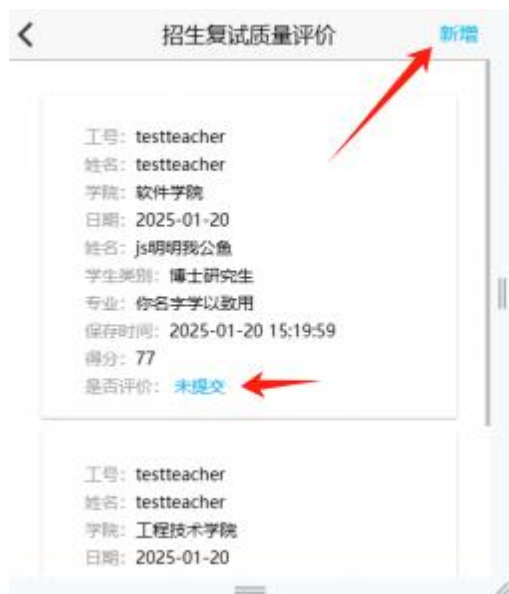 招生复试质量评价 新增
工号：testteacher
姓名：testteacher
学院：软件学院
日期：2025-01-20
姓名：js明明我公鱼
学生类别：博士研究生
专业：你名字学以致用
保存时间：2025-01-20 15:19:59
得分：77
是否评价：未提交
工号：testteacher
姓名：testteacher
学院：工程技术学院
日期：2025-01-20